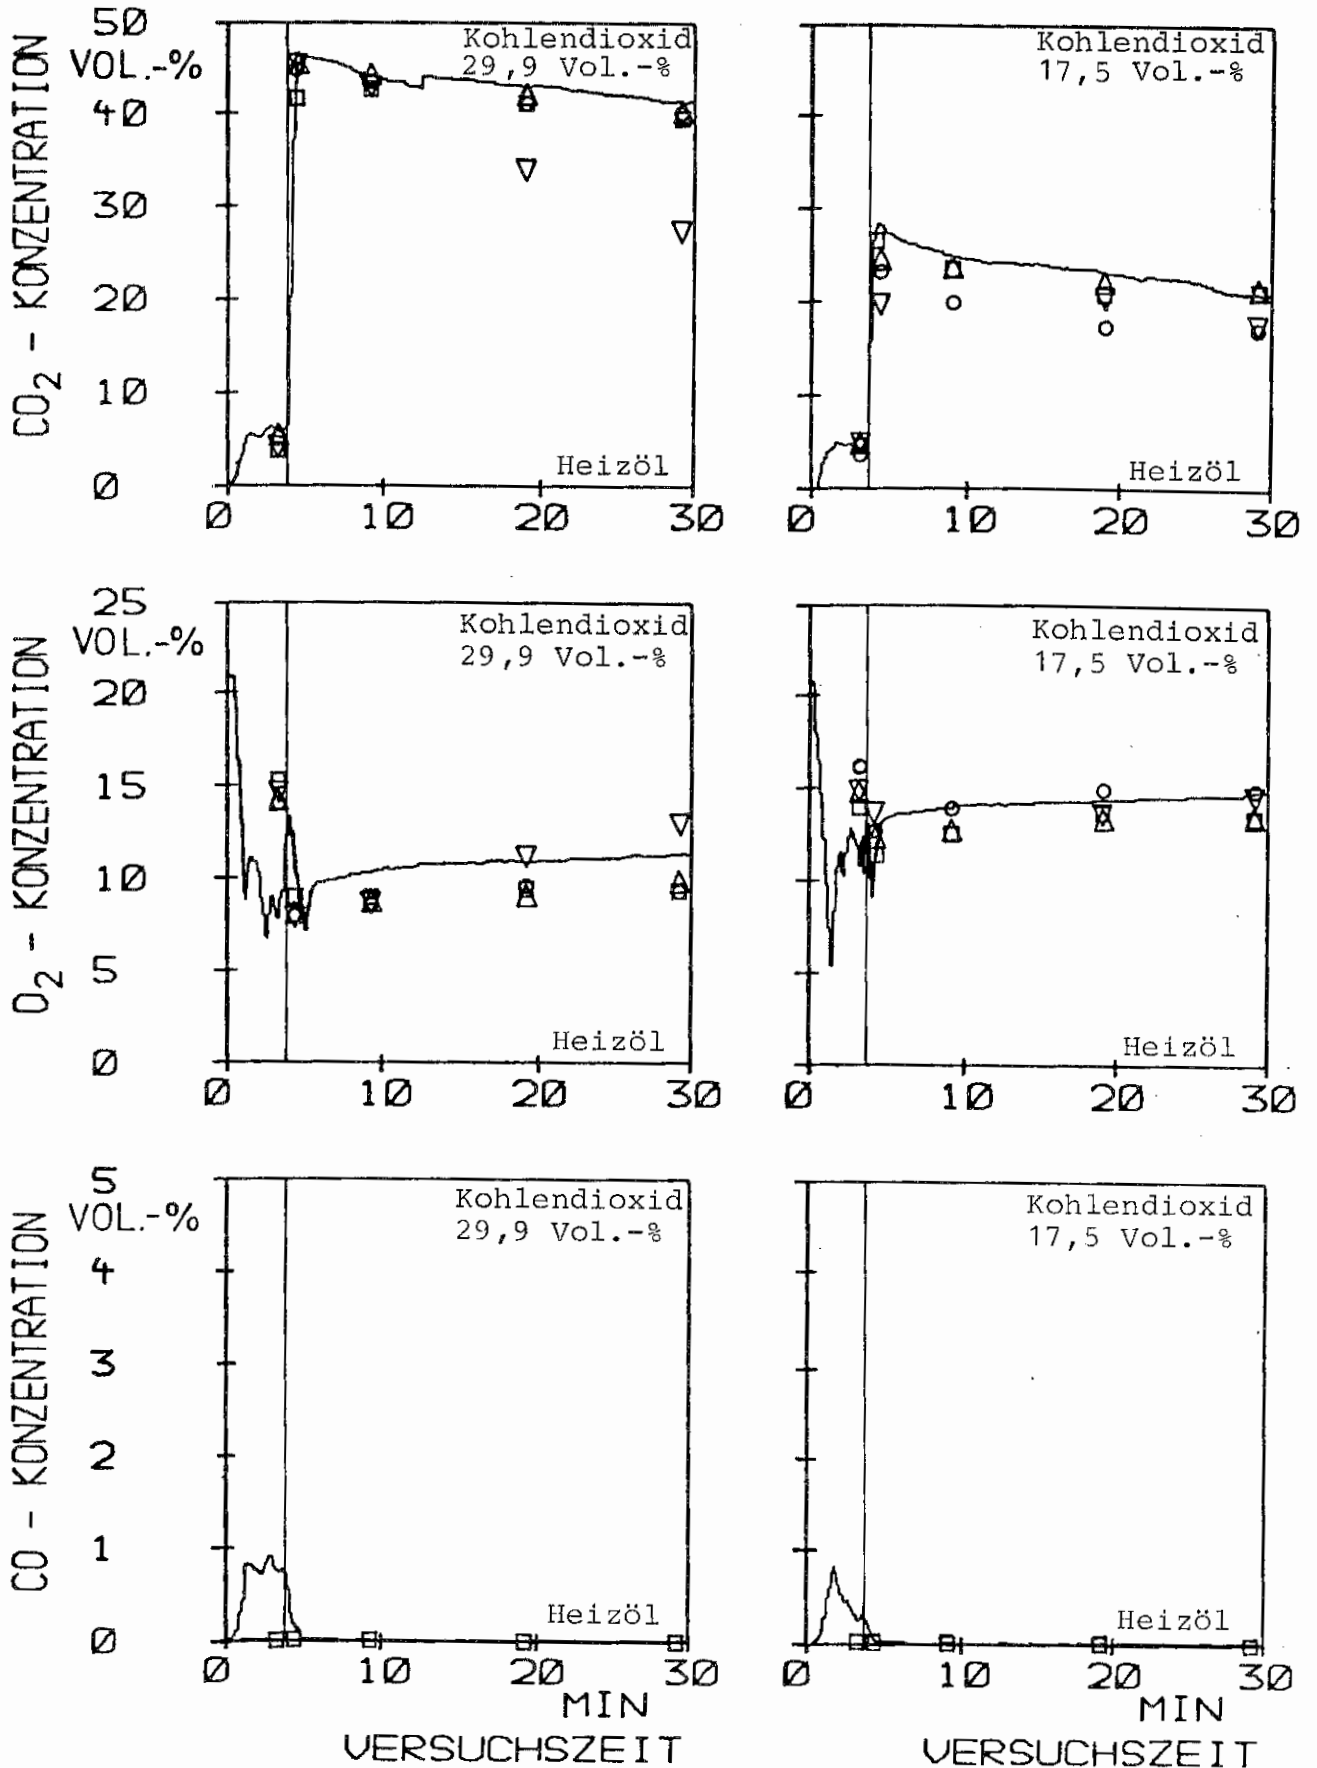 50
VOL.-%
40
30
20
10
0
CO2 - KONZENTRATION
Kohlendioxid
29,9 Vol.-%
Heizöl
0 10 20 30
Kohlendioxid
17,5 Vol.-%
Heizöl
0 10 20 30
25
VOL.-%
20
15
10
5
0
O2 - KONZENTRATION
Kohlendioxid
29,9 Vol.-%
Heizöl
0 10 20 30
Kohlendioxid
17,5 Vol.-%
Heizöl
0 10 20 30
5
VOL.-%
4
3
2
1
0
CO - KONZENTRATION
Kohlendioxid
29,9 Vol.-%
Heizöl
0 10 20 30
MIN
VERSUCHSZEIT
Kohlendioxid
17,5 Vol.-%
Heizöl
0 10 20 30
MIN
VERSUCHSZEIT